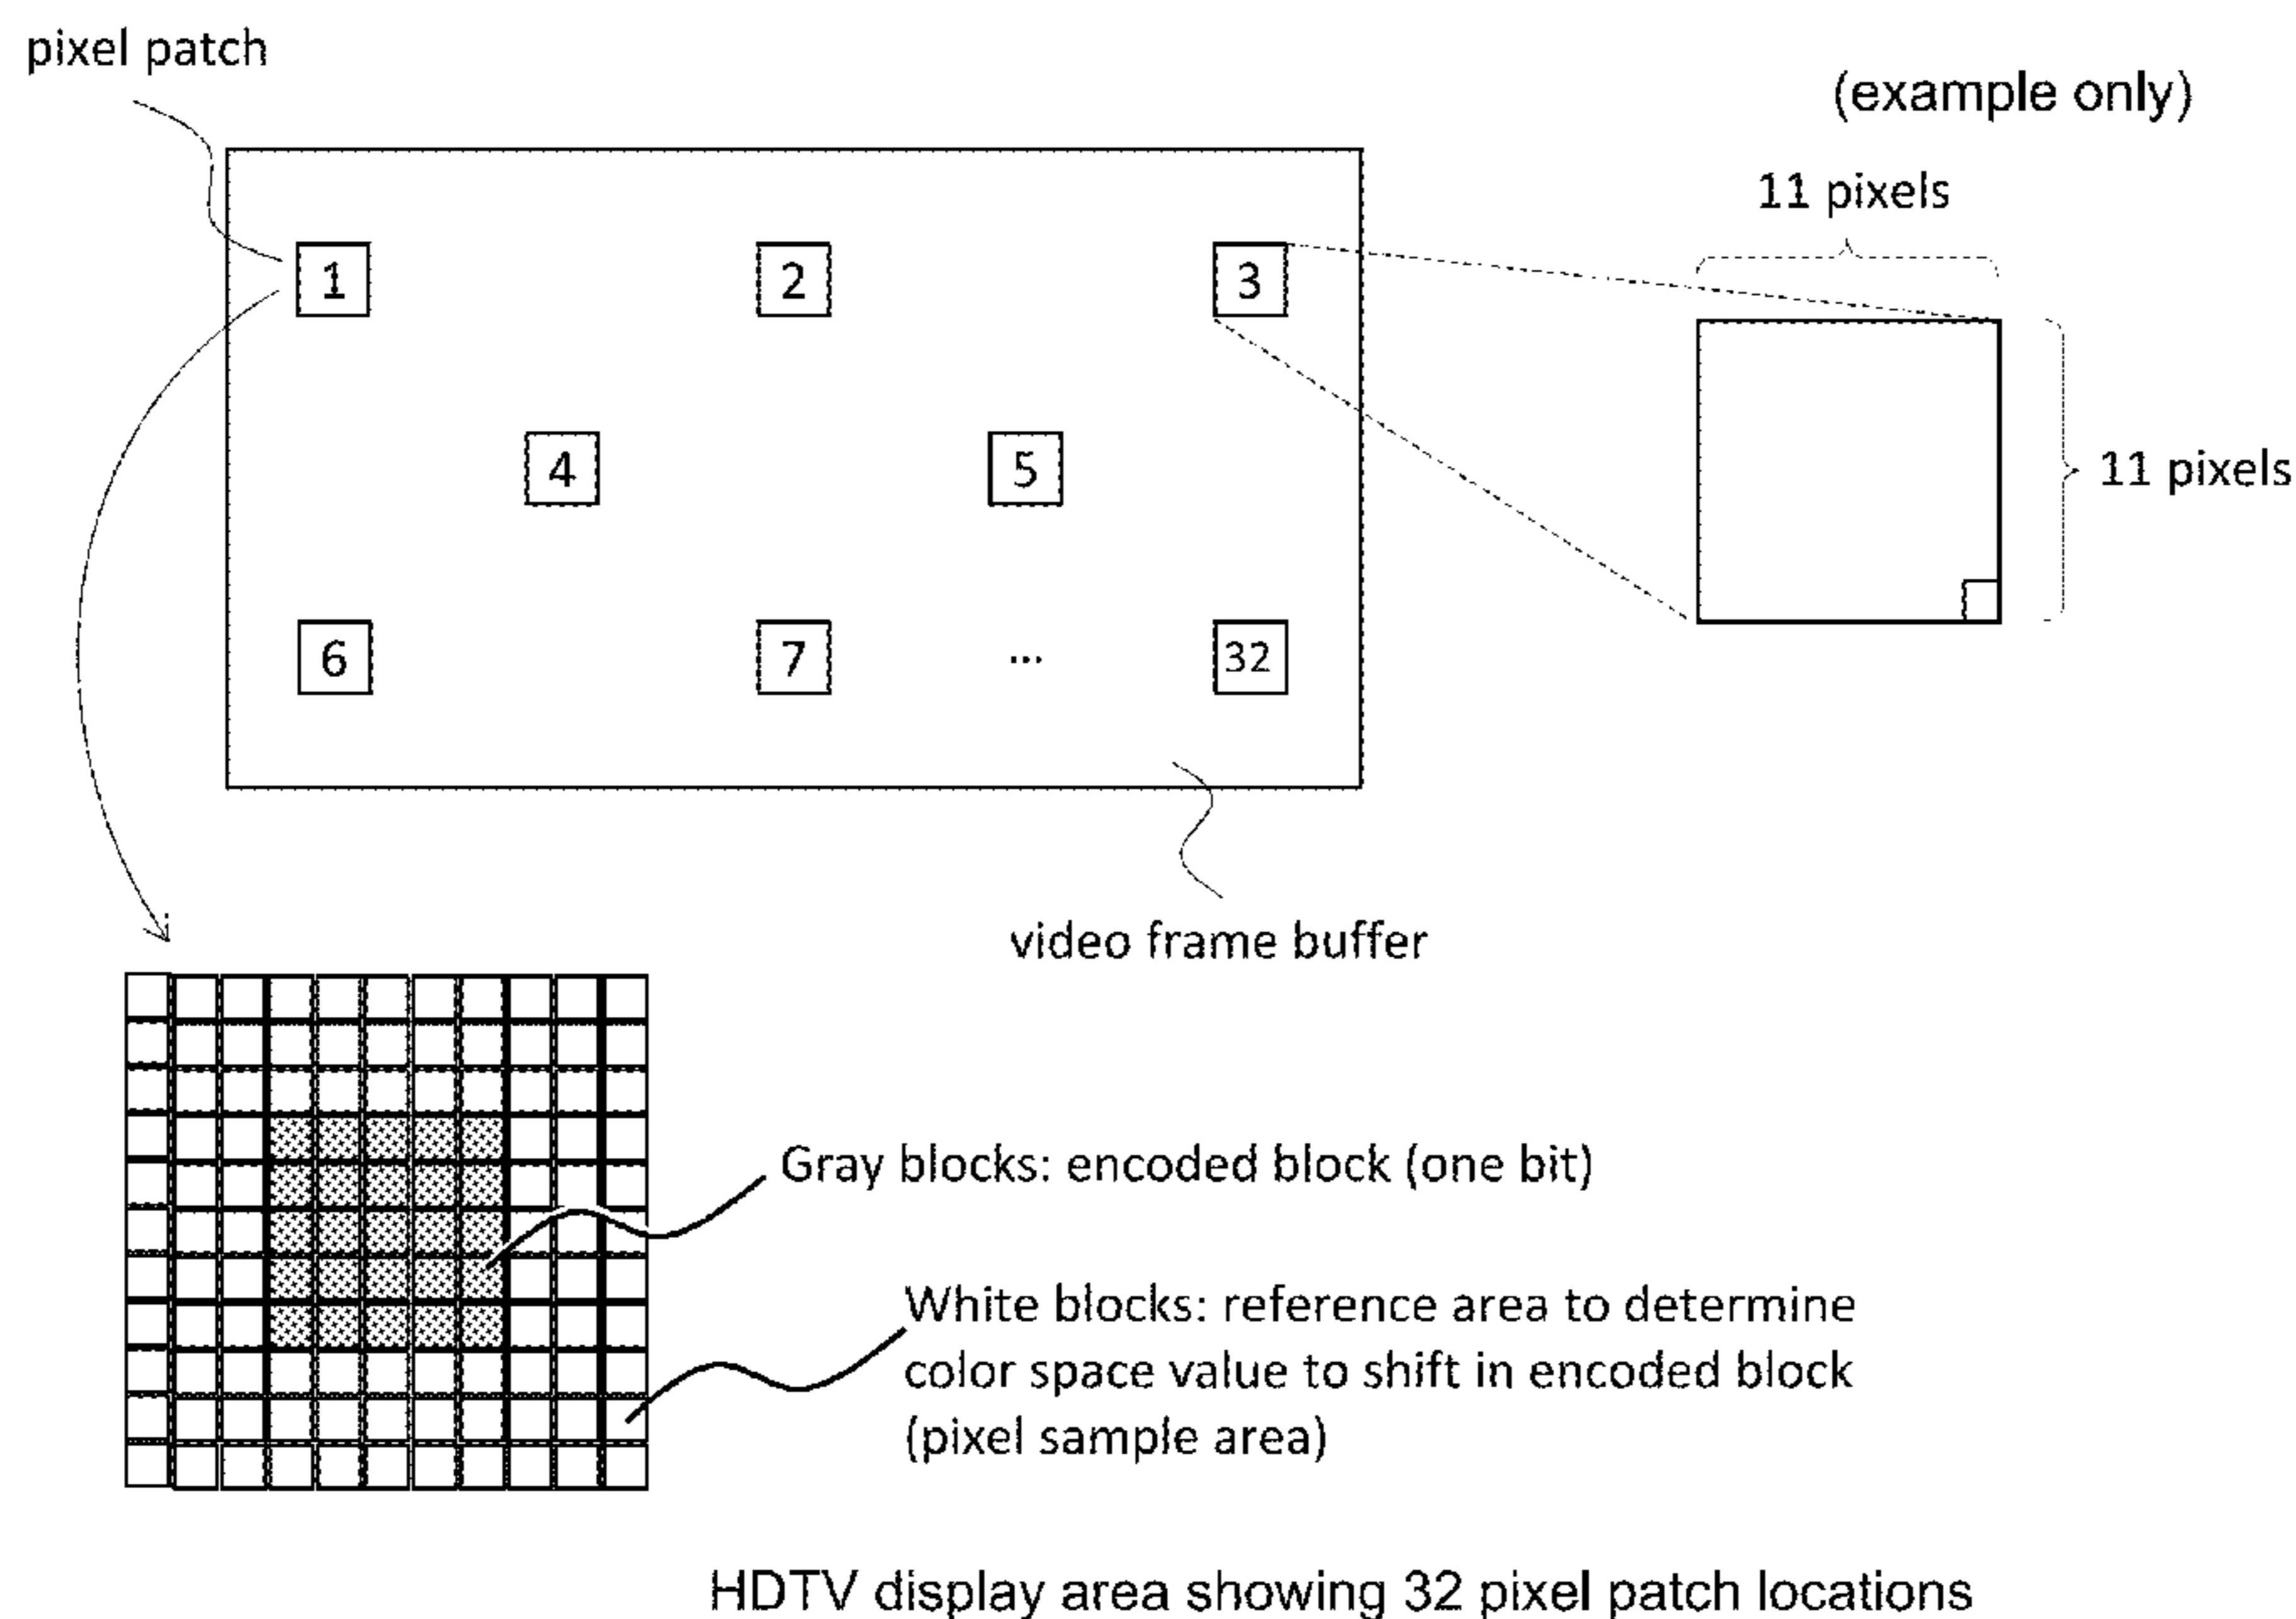 pixel patch
(example only)
11 pixels
1
2
3
4
5
11 pixels
6
7
...
32
video frame buffer
Gray blocks: encoded block (one bit)
White blocks: reference area to determine
color space value to shift in encoded block
(pixel sample area)
HDTV display area showing 32 pixel patch locations